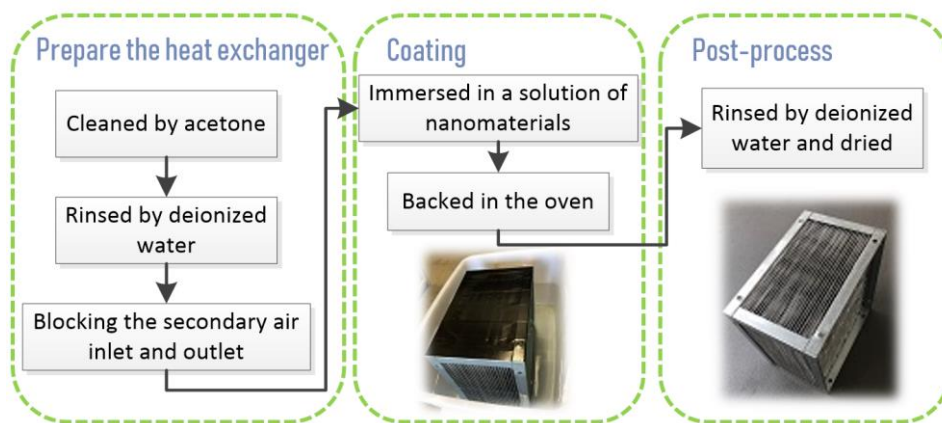 Prepare the heat exchanger
Cleaned by acetone
Rinsed by deionized
water
Blocking the secondary air
inlet and outlet
Coating
Immersed in a solution of
nanomaterials
Backed in the oven
Post-process
Rinsed by deionized
water and dried